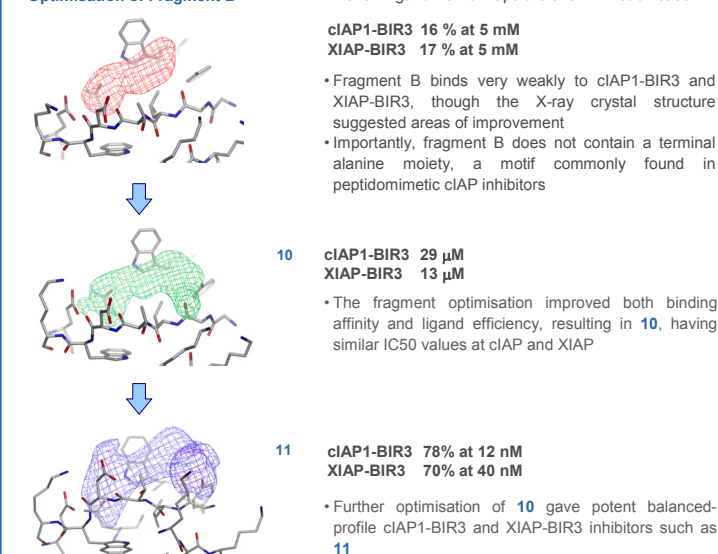 cIAP1-BIR3 16 % at 5 mM
XIAP-BIR3 17 % at 5 mM
• Fragment B binds very weakly to cIAP1-BIR3 and
XIAP-BIR3, though the X-ray crystal structure
suggested areas of improvement
• Importantly, fragment B does not contain a terminal
alanine moiety, a motif commonly found in
peptidomimetic cIAP inhibitors
10 cIAP1-BIR3 29 μM
XIAP-BIR3 13 μM
• The fragment optimisation improved both binding
affinity and ligand efficiency, resulting in 10, having
similar IC50 values at cIAP and XIAP
11 cIAP1-BIR3 78% at 12 nM
XIAP-BIR3 70% at 40 nM
• Further optimisation of 10 gave potent balanced-
profile cIAP1-BIR3 and XIAP-BIR3 inhibitors such as
11